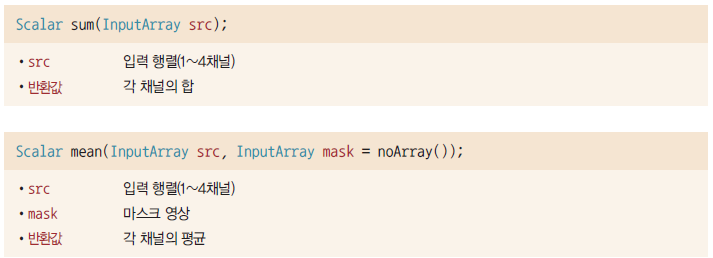 Scalar sum(InputArray src);
• src 입력 행렬(1~4채널)
• 반환값 각 채널의 합
Scalar mean(InputArray src, InputArray mask = noArray());
• src 입력 행렬(1~4채널)
• mask 마스크 영상
• 반환값 각 채널의 평균